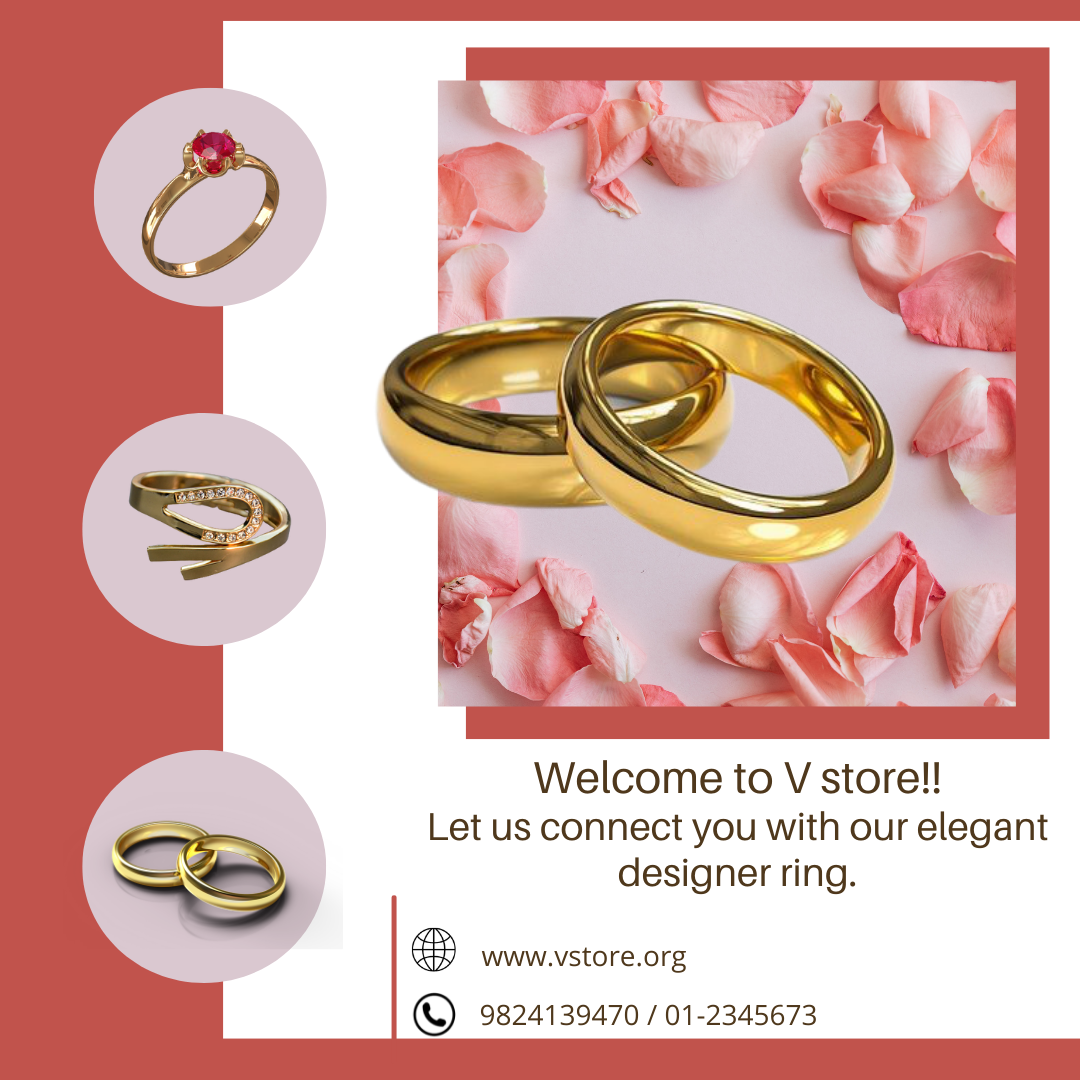 Welcome to V store!!
Let us connect you with our elegant
designer ring.
www.vstore.org
9824139470 / 01-2345673